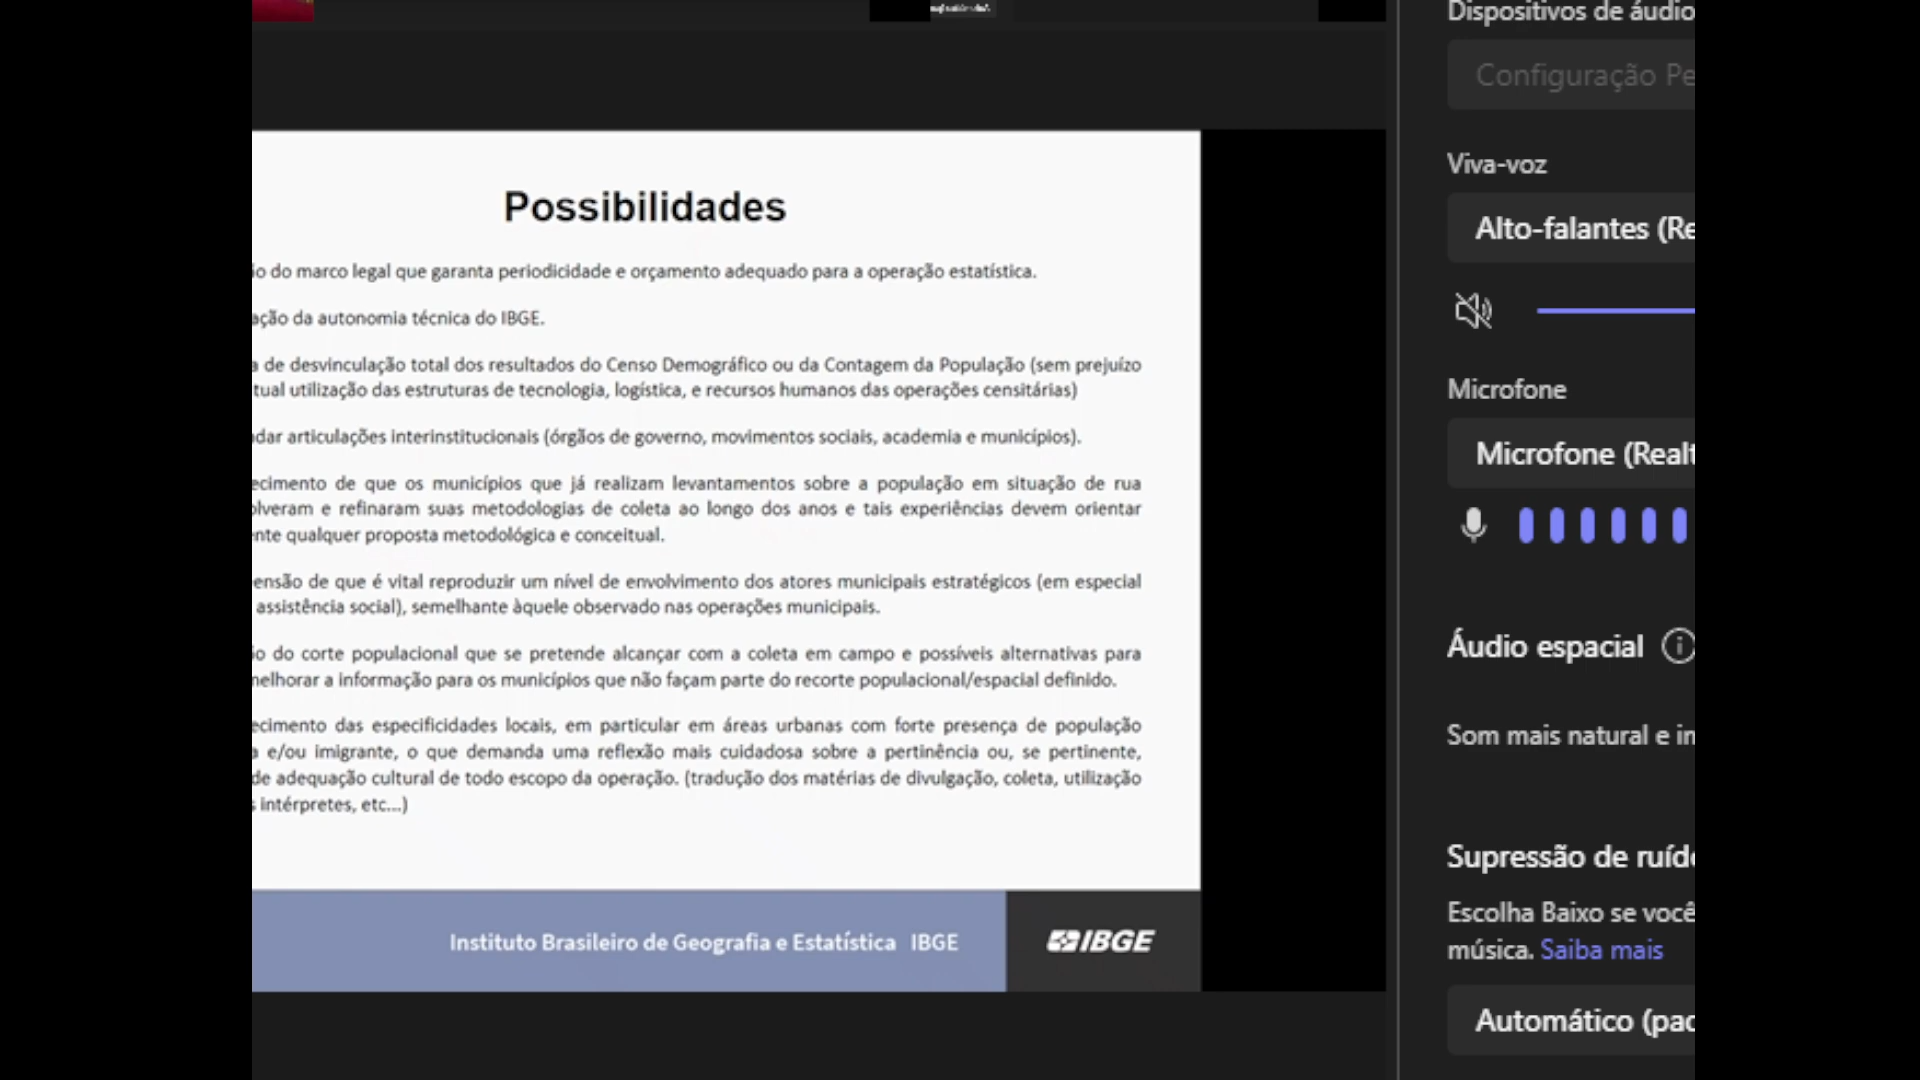 Possibilidades
do marco legal que garanta periodicidade e orçamento adequado para a operação estatística.
da autonomia técnica do IBGE.
de desvinculação total dos resultados do Censo Demográfico ou da Contagem da População (sem prejuízo
utilização das estruturas de tecnologia, logística, e recursos humanos das operações censitárias)
articulações interinstitucionais (órgãos de governo, movimentos sociais, academia e municípios).
de que os municípios que já realizam levantamentos sobre a população em situação de rua
e refinaram suas metodologias de coleta ao longo dos anos e tais experiências devem orientar
qualquer proposta metodológica e conceitual.
de que é vital reproduzir um nível de envolvimento dos atores municipais estratégicos (em especial
assistência social), semelhante àquele observado nas operações municipais.
do corte populacional que se pretende alcançar com a coleta em campo e possíveis alternativas para
melhorar a informação para os municípios que não façam parte do recorte populacional/espacial definido.
das especificidades locais, em particular em áreas urbanas com forte presença de população
e/ou imigrante, o que demanda uma reflexão mais cuidadosa sobre a pertinência ou, se pertinente,
de adequação cultural de todo escopo da operação. (tradução dos matérias de divulgação, coleta, utilização
intérpretes, etc...)
Instituto Brasileiro de Geografia e Estatística IBGE
IBGE
Dispositivos de áudio
Configuração Pe
Viva-voz
Alto-falantes (Re
Microfone
Microfone (Realt
Áudio espacial
Som mais natural e in
Supressão de ruído
Escolha Baixo se você
música. Saiba mais
Automático (pad